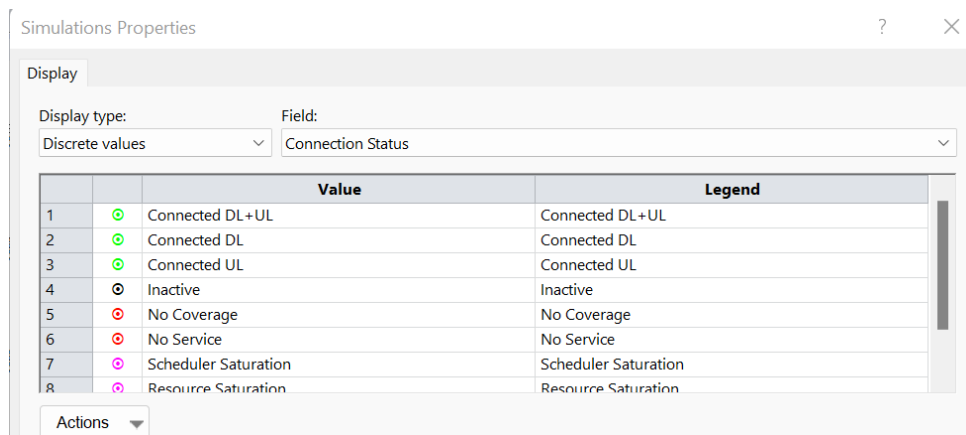 Simulations Properties ?
Display
Display type: Field:
Discrete values Connection Status
Value Legend
1 Connected DL+UL Connected DL+UL
2 Connected DL Connected DL
3 Connected UL Connected UL
4 Inactive Inactive
5 No Coverage No Coverage
6 No Service No Service
7 Scheduler Saturation Scheduler Saturation
8 Resource Saturation Resource Saturation
Actions